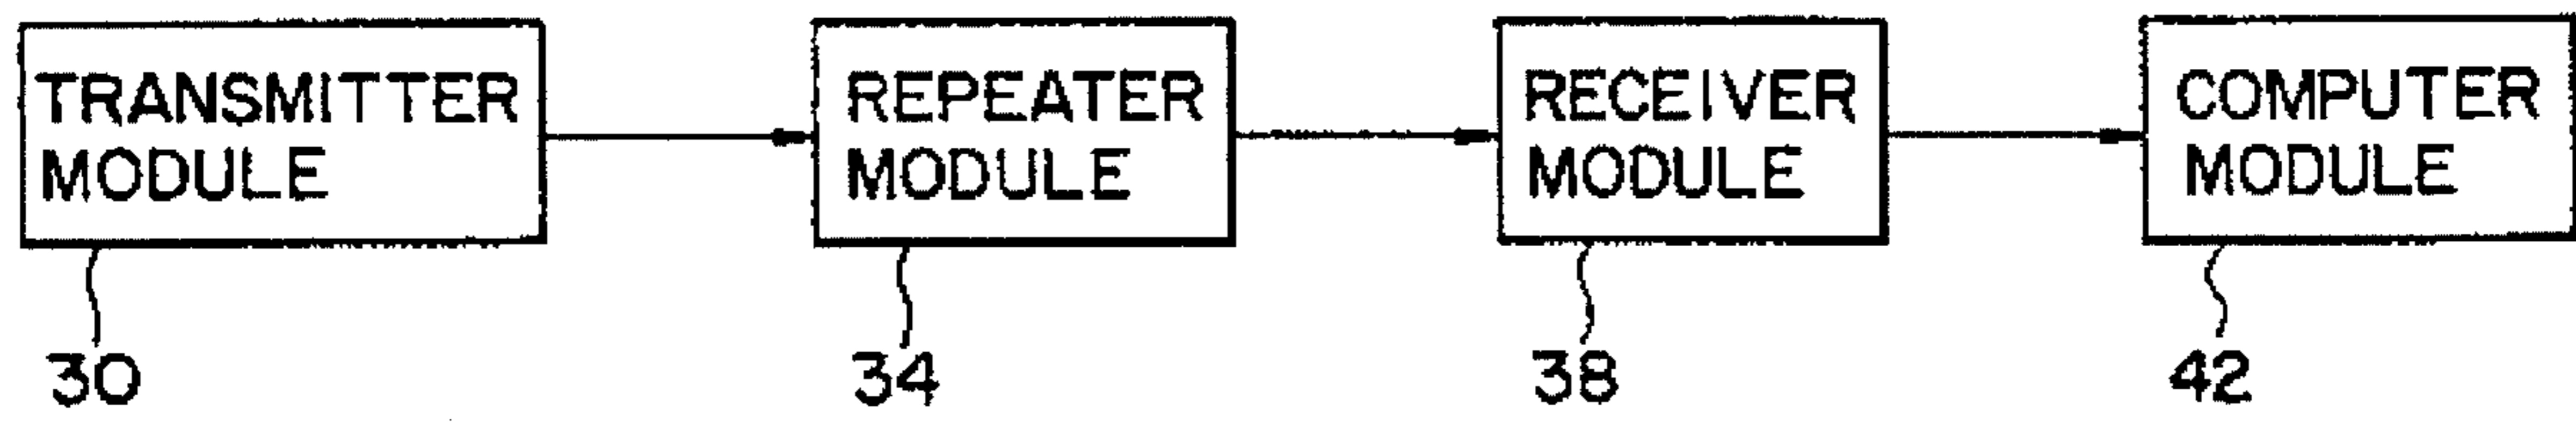 TRANSMITTER
MODULE
REPEATER
MODULE
RECEIVER
MODULE
COMPUTER
MODULE
30
34
38
42